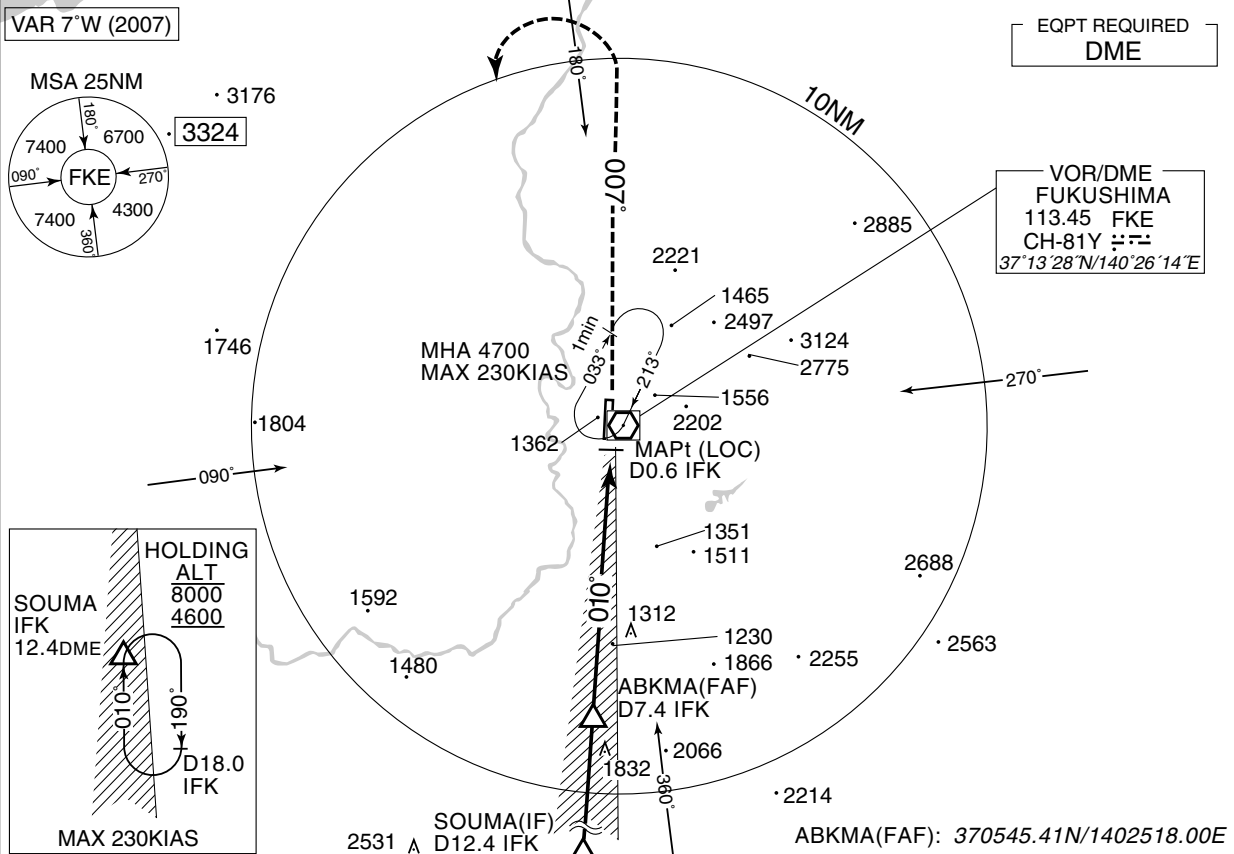 VAR 7°W (2007)
EQPT REQUIRED
DME
MSA 25NM
180°
7400
6700
090°
FKE
270°
7400
4300
360°
3176
3324
180°
10NM
007°
VOR/DME
FUKUSHIMA
113.45 FKE
CH-81Y
37°13´28˝N/140°26´14˝E
2885
2221
1465
2497
3124
2775
1746
1min
033°
213°
MHA 4700
MAX 230KIAS
270°
1556
2202
1804
1362
MAPt (LOC)
D0.6 IFK
090°
1351
1511
2688
HOLDING
ALT
8000
4600
SOUMA
IFK
12.4DME
010°
190°
D18.0
IFK
MAX 230KIAS
1592
010°
1312
1230
2563
1480
1866
2255
ABKMA(FAF)
D7.4 IFK
2066
1832
360°
2214
SOUMA(IF)
2531
D12.4 IFK
ABKMA(FAF): 370545.41N/1402518.00E